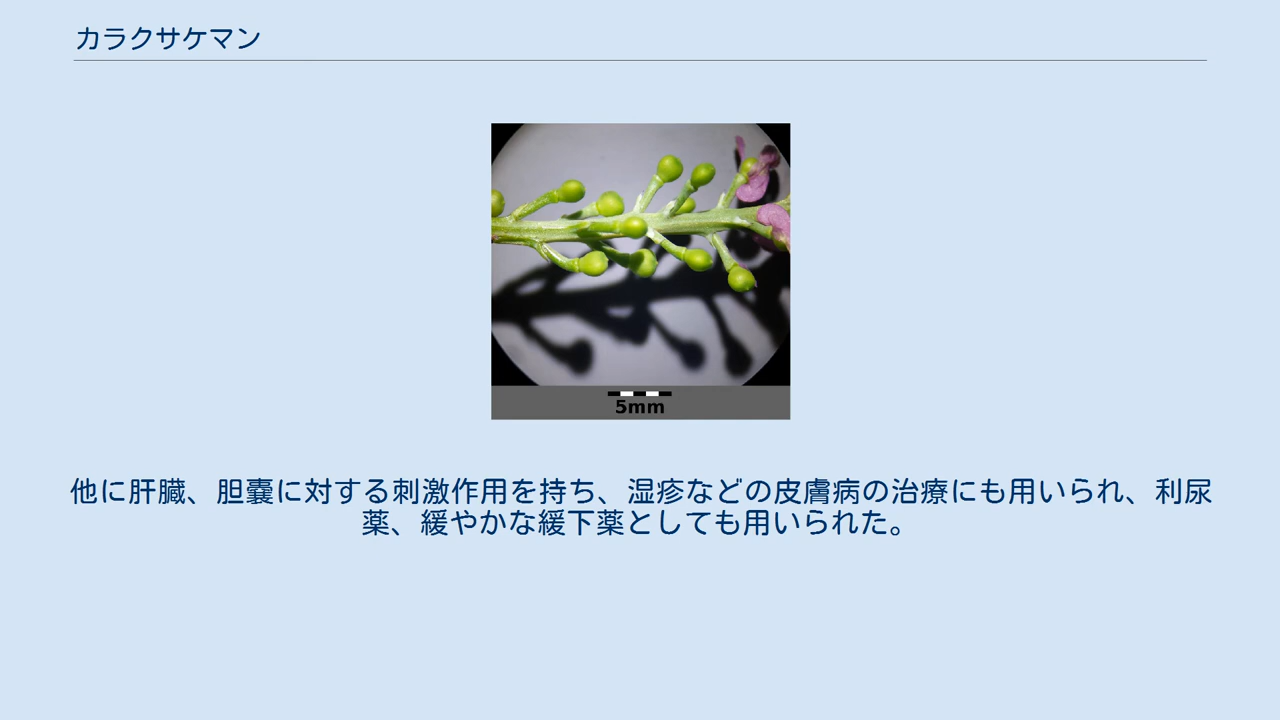 カラクサケマン
5mm
他に肝臓、胆嚢に対する刺激作用を持ち、湿疹などの皮膚病の治療にも用いられ、利尿
薬、緩やかな緩下薬としても用いられた。